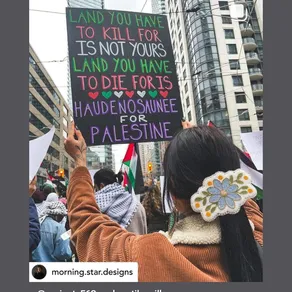 LAND YOU HAVE
TO KILL FOR
IS NOT YOURS
LAND YOU HAVE
TO DIE FOR IS
HAUDENOSAUNEE
FOR
PALESTINE
morning.star.designs